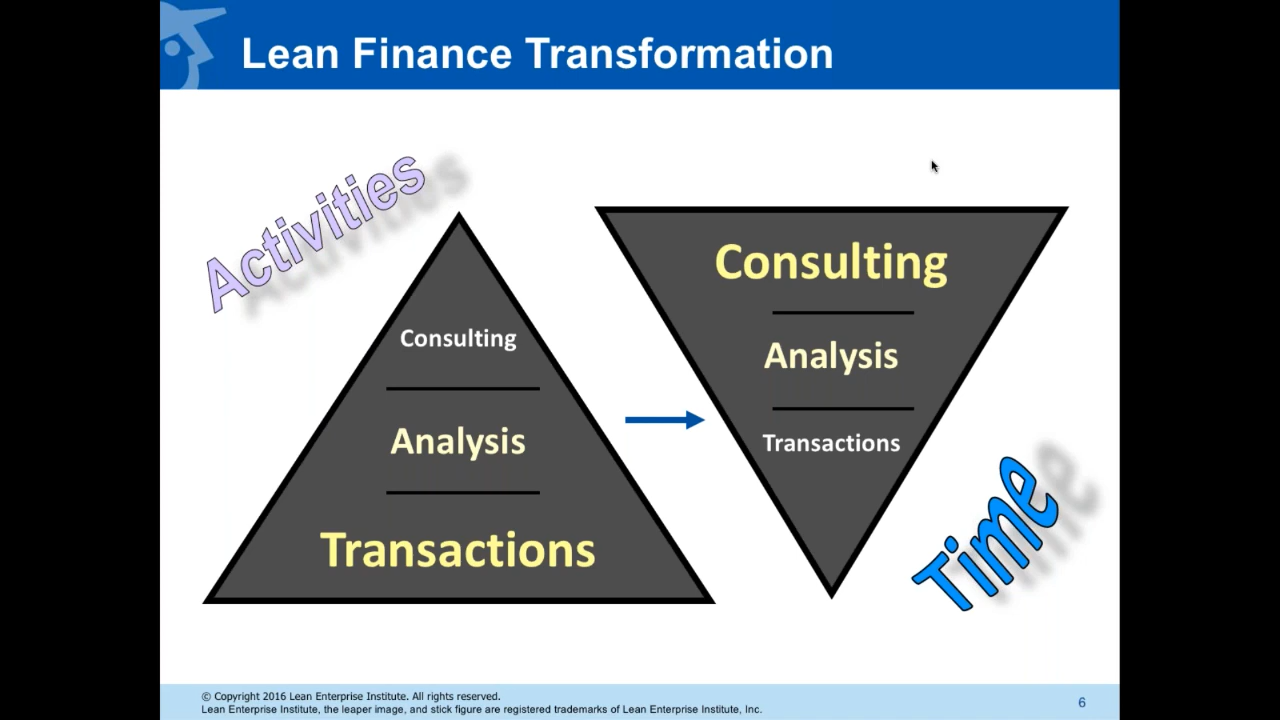 Lean Finance Transformation
Activities
Consulting
Analysis
Transactions
Consulting
Analysis
Transactions
Time
© Copyright 2016 Lean Enterprise Institute. All rights reserved.
Lean Enterprise Institute, the leaper image, and stick figure are registered trademarks of Lean Enterprise Institute, Inc.
6